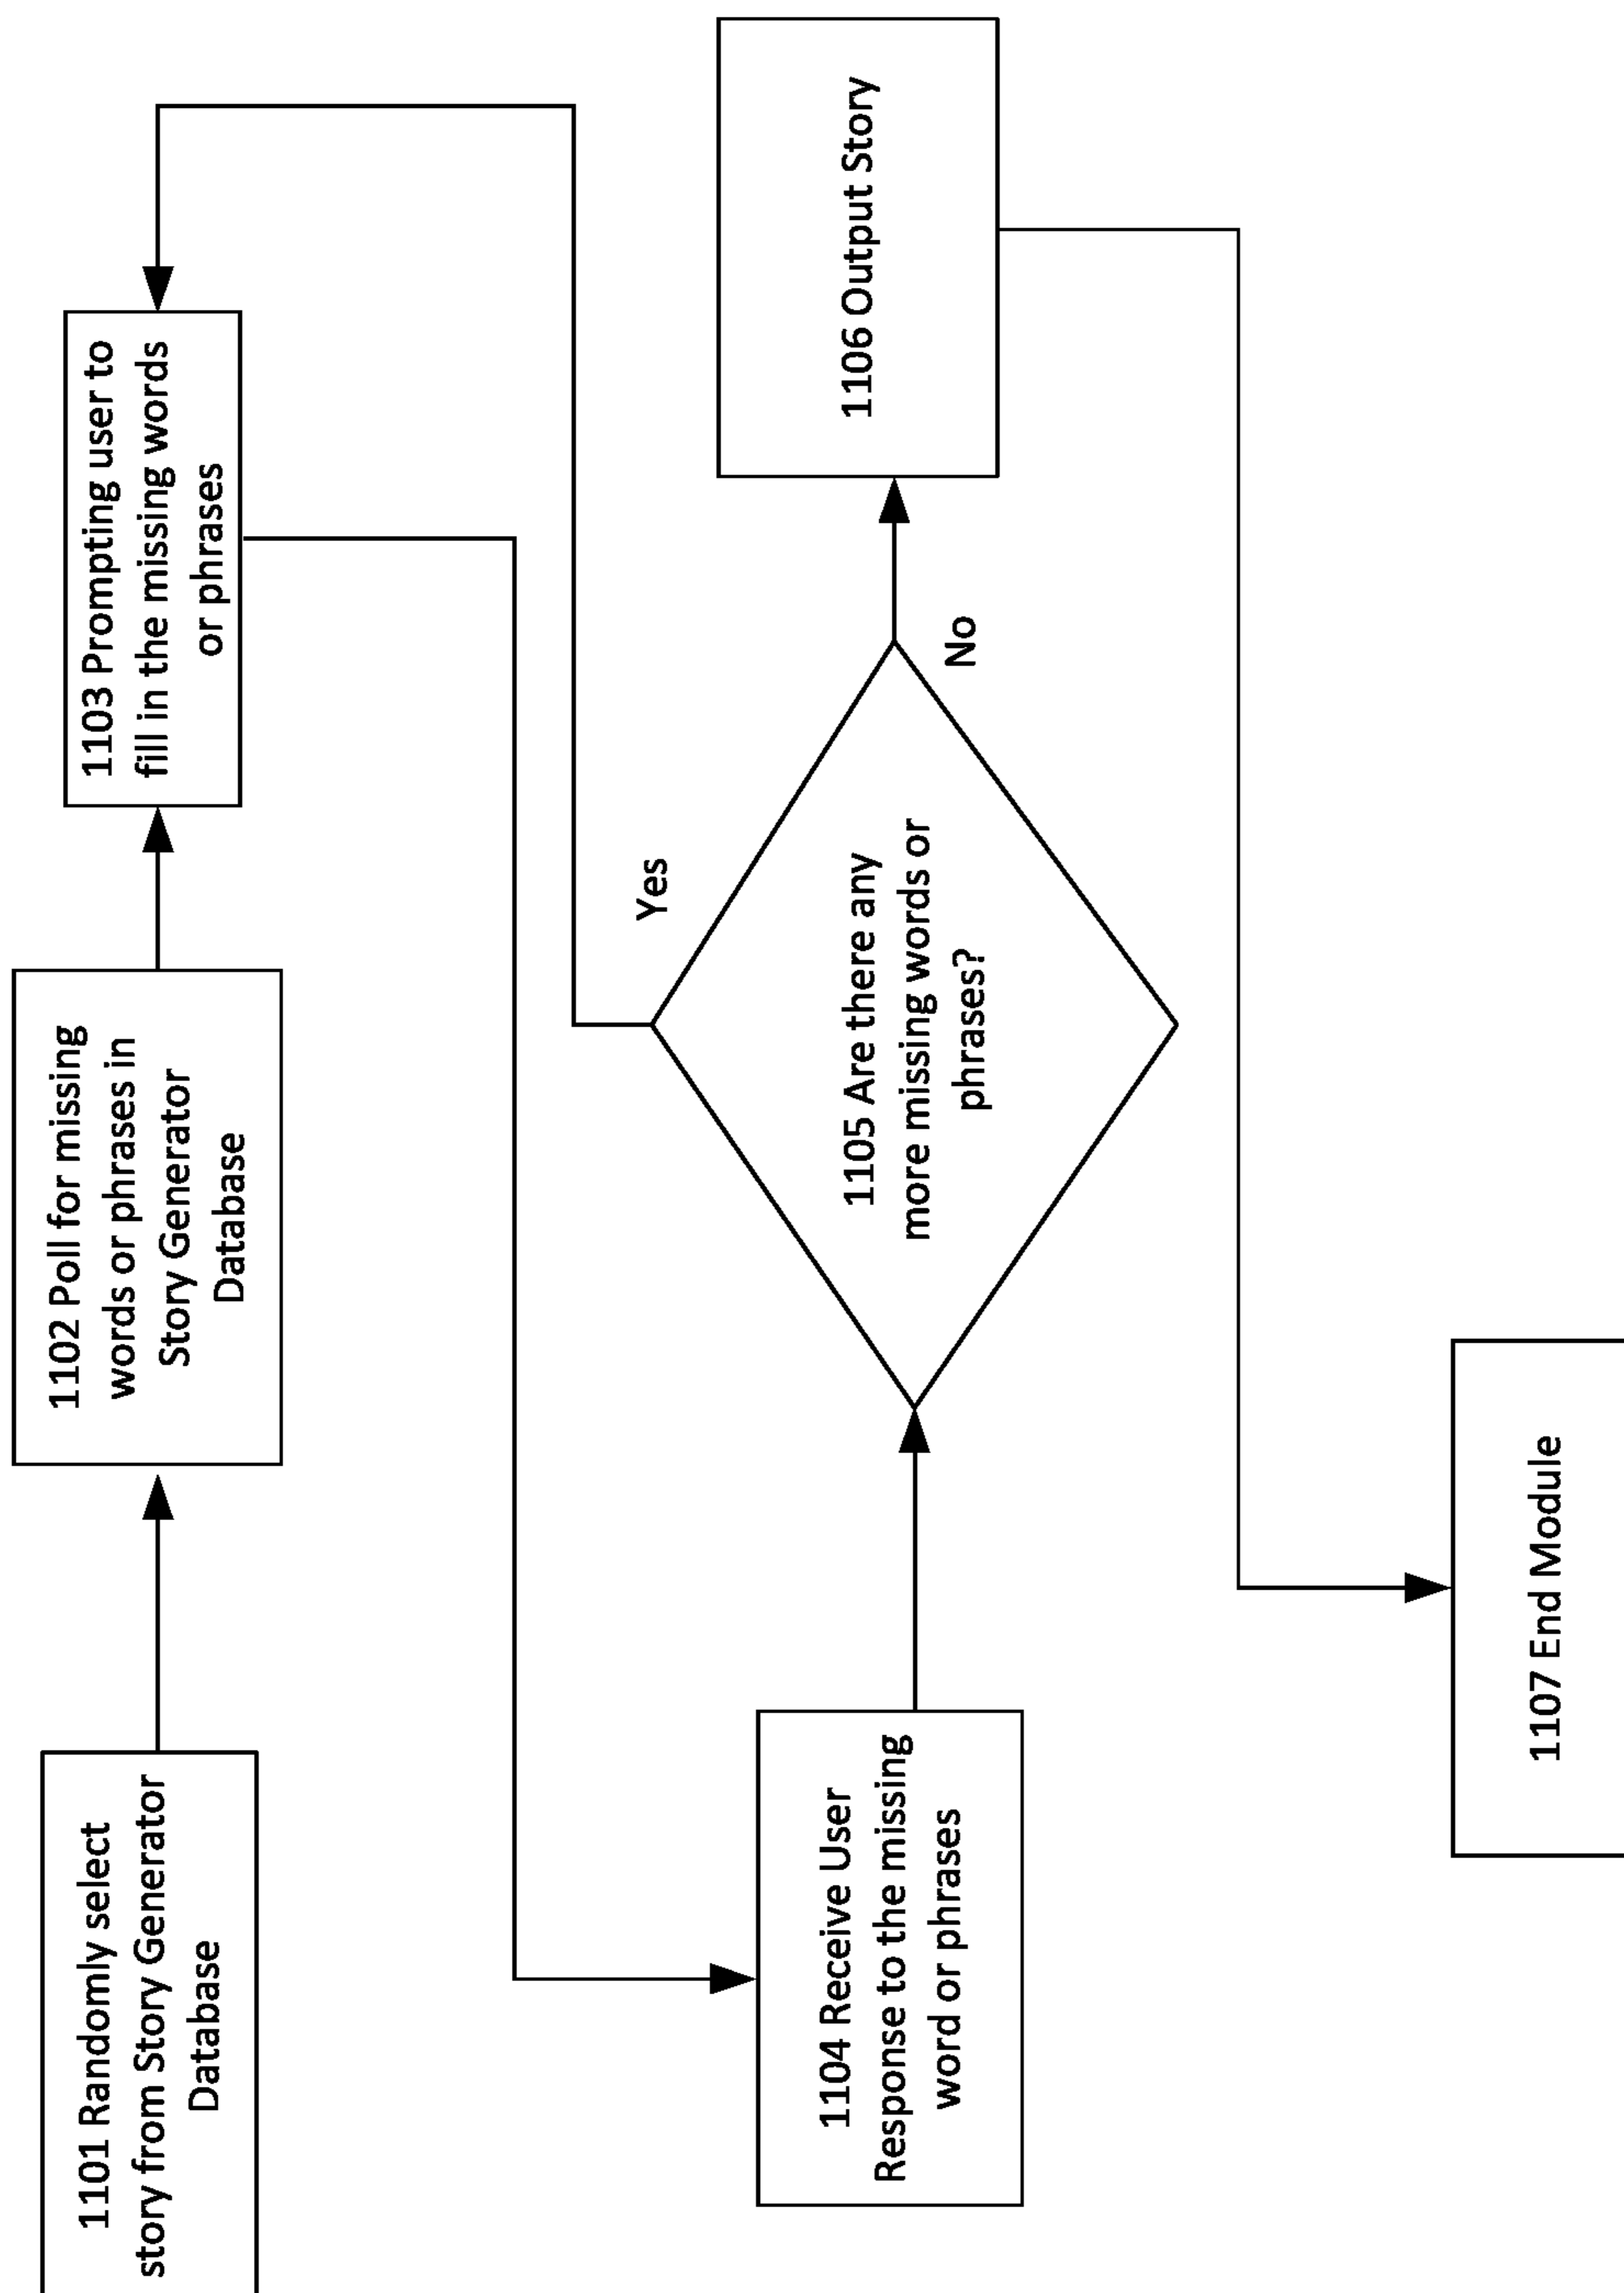 1101 Randomly select
story from Story Generator
Database
1102 Poll for missing
words or phrases in
Story Generator
Database
1103 Prompting user to
fill in the missing words
or phrases
1104 Receive User
Response to the missing
word or phrases
1105 Are there any
more missing words or
phrases?
Yes
No
1106 Output Story
1107 End Module